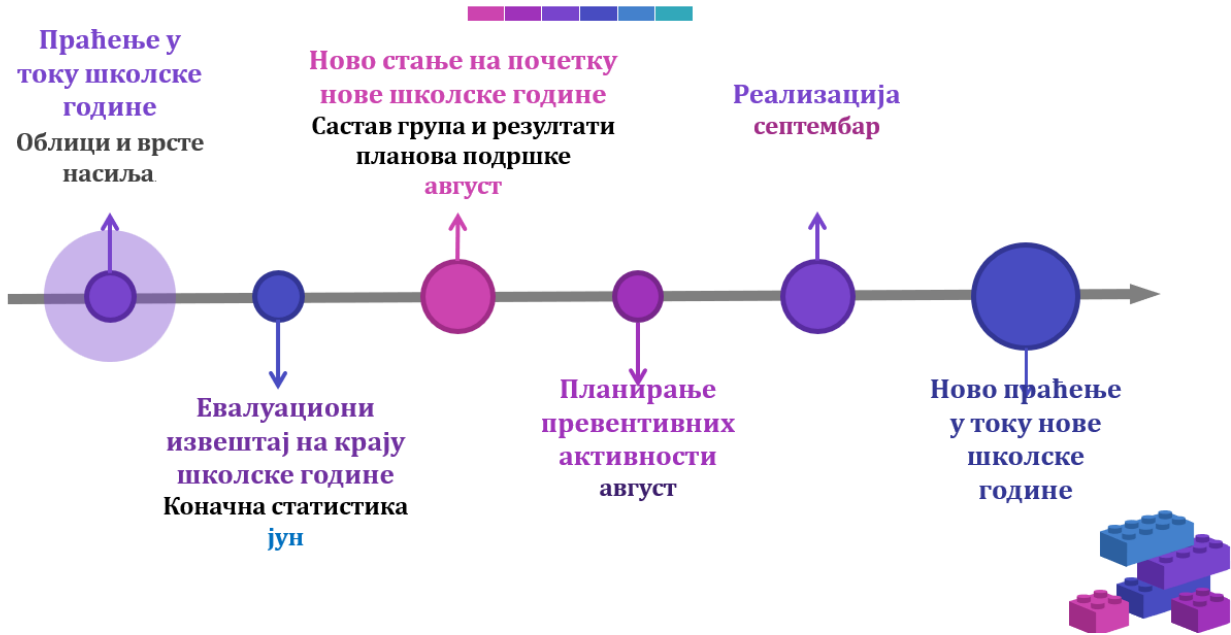 Праћење у
току школске
године
Облици и врсте
насиља.
Евалуациони
извештај на крају
школске године
Коначна статистика
јун
Ново стање на почетку
нове школске године
Састав група и резултати
планова подршке
август
Планирање
превентивних
активности
август
Реализација
септембар
Ново праћење
у току нове
школске
године